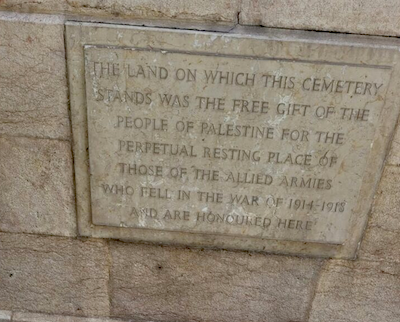 THE LAND ON WHICH THIS CEMETERY
STANDS WAS THE FREE GIFT OF THE
PEOPLE OF PALESTINE FOR THE
PERPETUAL RESTING PLACE OF
THOSE OF THE ALLIED ARMIES
WHO FELL IN THE WAR OF 1914-1918
AND ARE HONOURED HERE